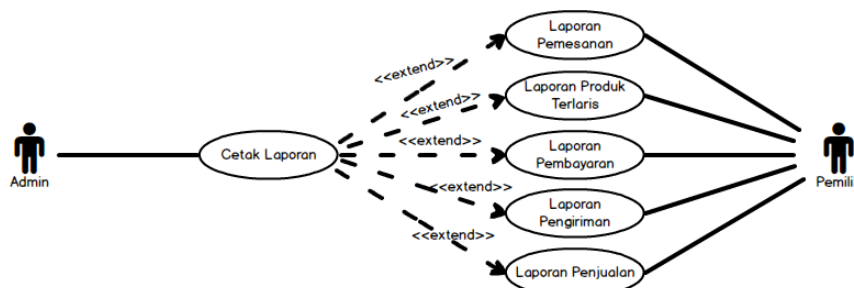 Laporan
Pemesanan
<<extend>>
Laporan Produk
Terlaris
<<extend>>
Admin
Cetak Laporan
<<extend>>
Laporan
Pembayaran
Pemili
<<extend>>
Laporan
Pengiriman
<<extend>>
Laporan Penjualan